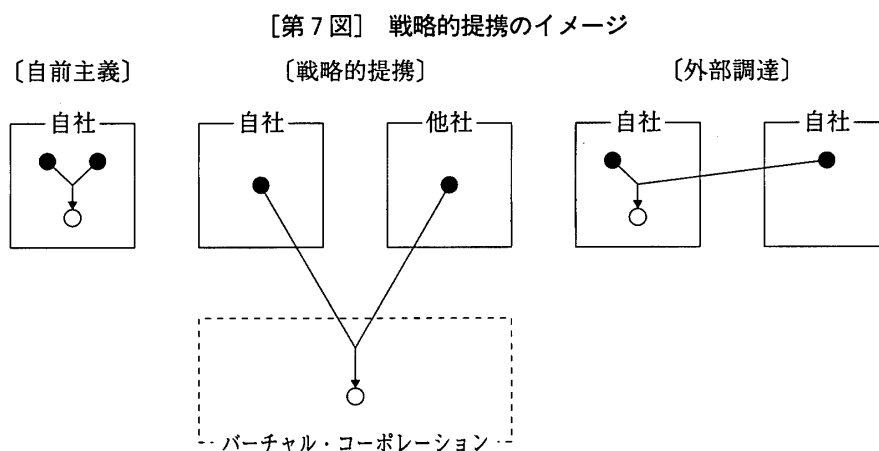 [第7図] 戦略的提携のイメージ
〔自前主義〕 〔戦略的提携〕 〔外部調達〕
自社 自社 他社 自社 自社
バーチャル・コーポレーション